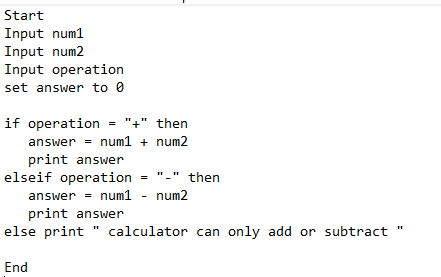 Start
Input num1
Input num2
Input operation
set answer to 0
if operation = "+" then
answer = num1 + num2
print answer
elseif operation = "-" then
answer = num1 - num2
print answer
else print " calculator can only add or subtract "
End